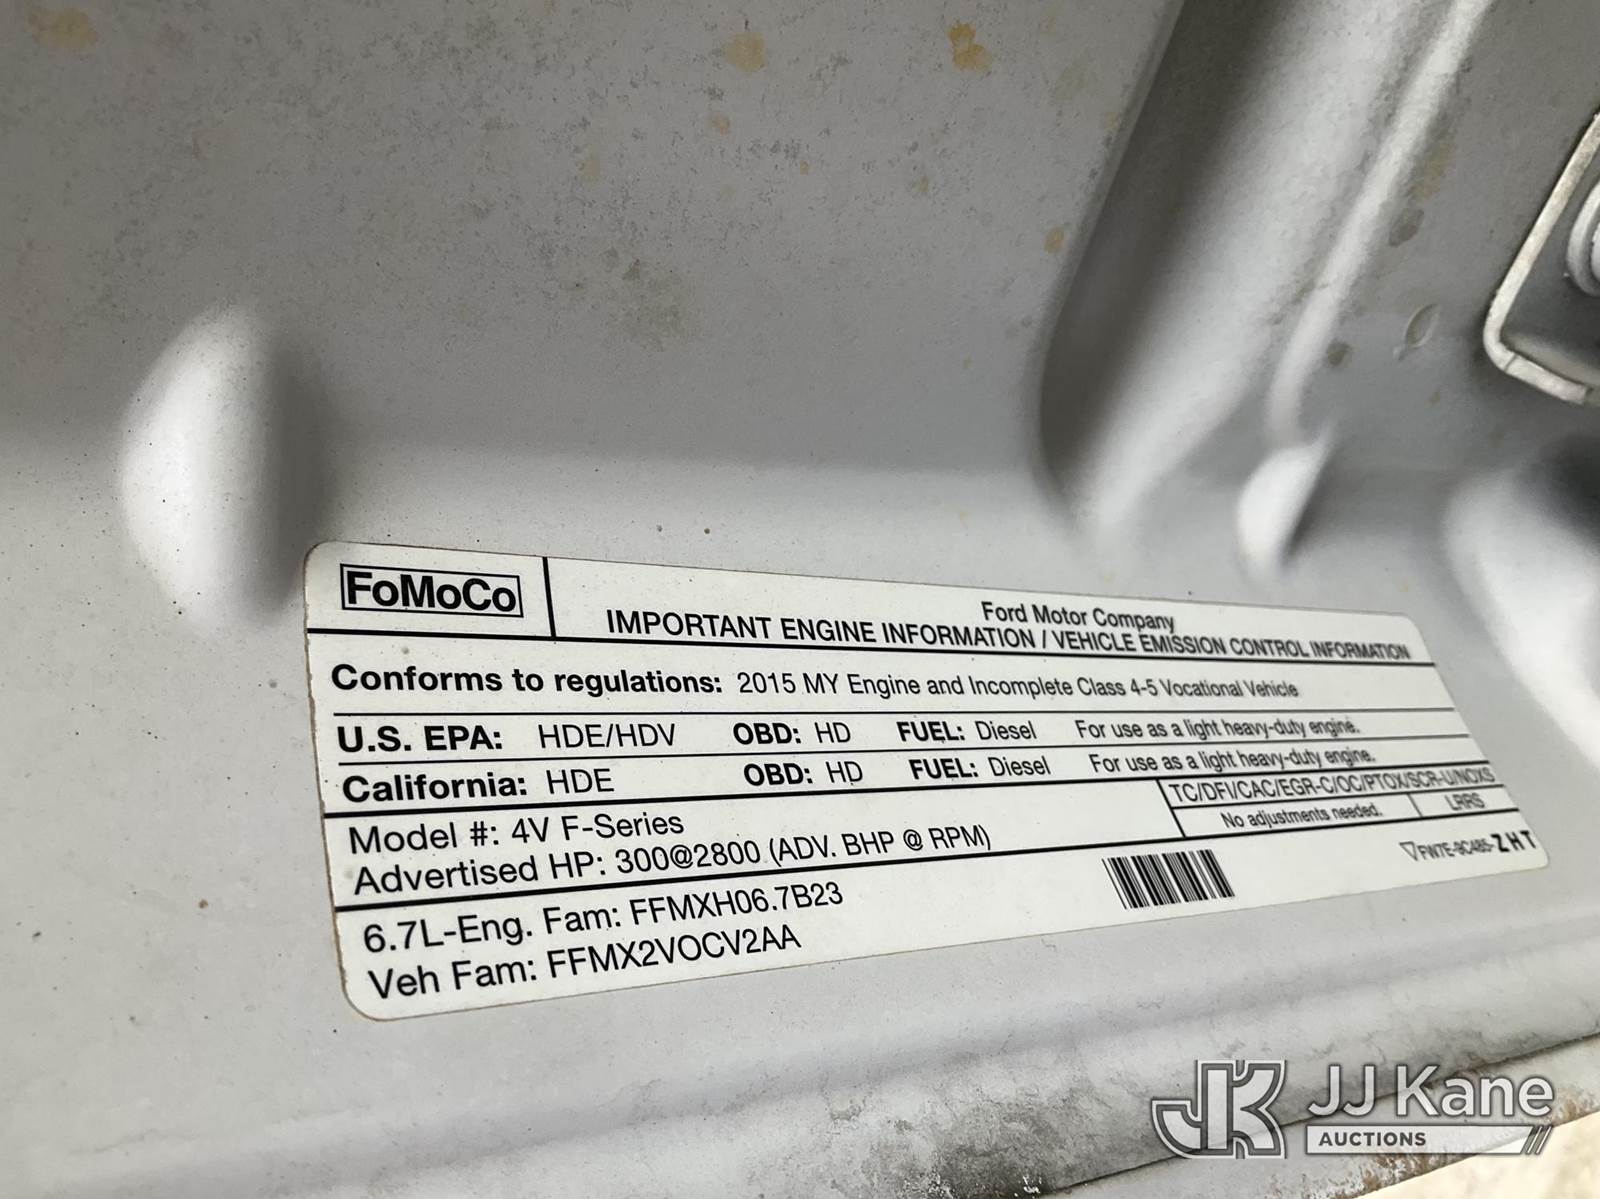 FoMoCo
Ford Motor Company
IMPORTANT ENGINE INFORMATION / VEHICLE EMISSION CONTROL INFORMATION
Conforms to regulations: 2015 MY Engine and Incomplete Class 4-5 Vocational Vehicle
U.S. EPA: HDE/HDV OBD: HD FUEL: Diesel For use as a light heavy-duty engine.
California: HDE OBD: HD FUEL: Diesel For use as a light heavy-duty engine.
TC/DFI/CAC/EGR-C/OC/PTOX/SCR-U/NOXS
No adjustments needed. LRRS
Model #: 4V F-Series
Advertised HP: 300@2800 (ADV. BHP @ RPM)
FW7E-9C485-ZHT
6.7L-Eng. Fam: FFMXH06.7B23
Veh Fam: FFMX2VOCV2AA
JK JJ Kane
AUCTIONS